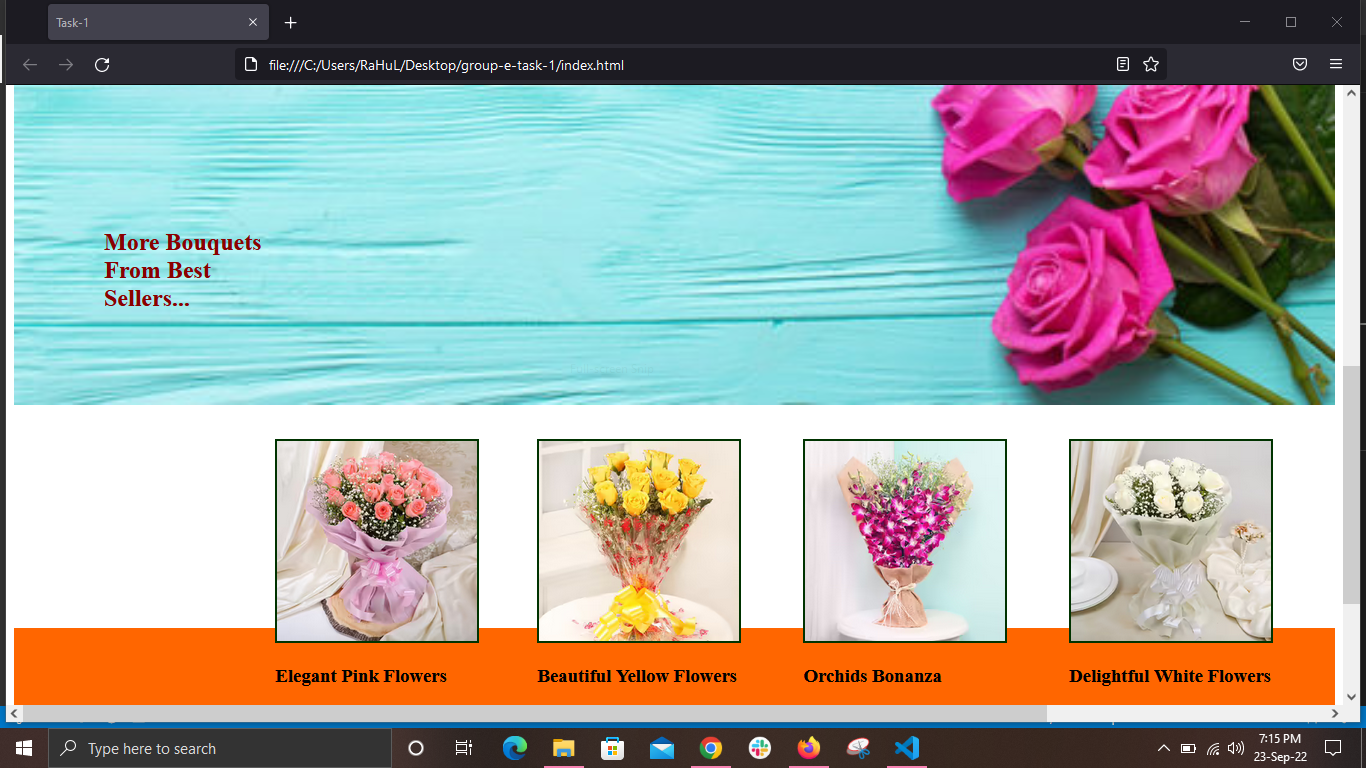 Task-1
file:///C:/Users/RaHuL/Desktop/group-e-task-1/index.html
More Bouquets
From Best
Sellers...
Elegant Pink Flowers
Beautiful Yellow Flowers
Orchids Bonanza
Delightful White Flowers
Type here to search
7:15 PM
23-Sep-22